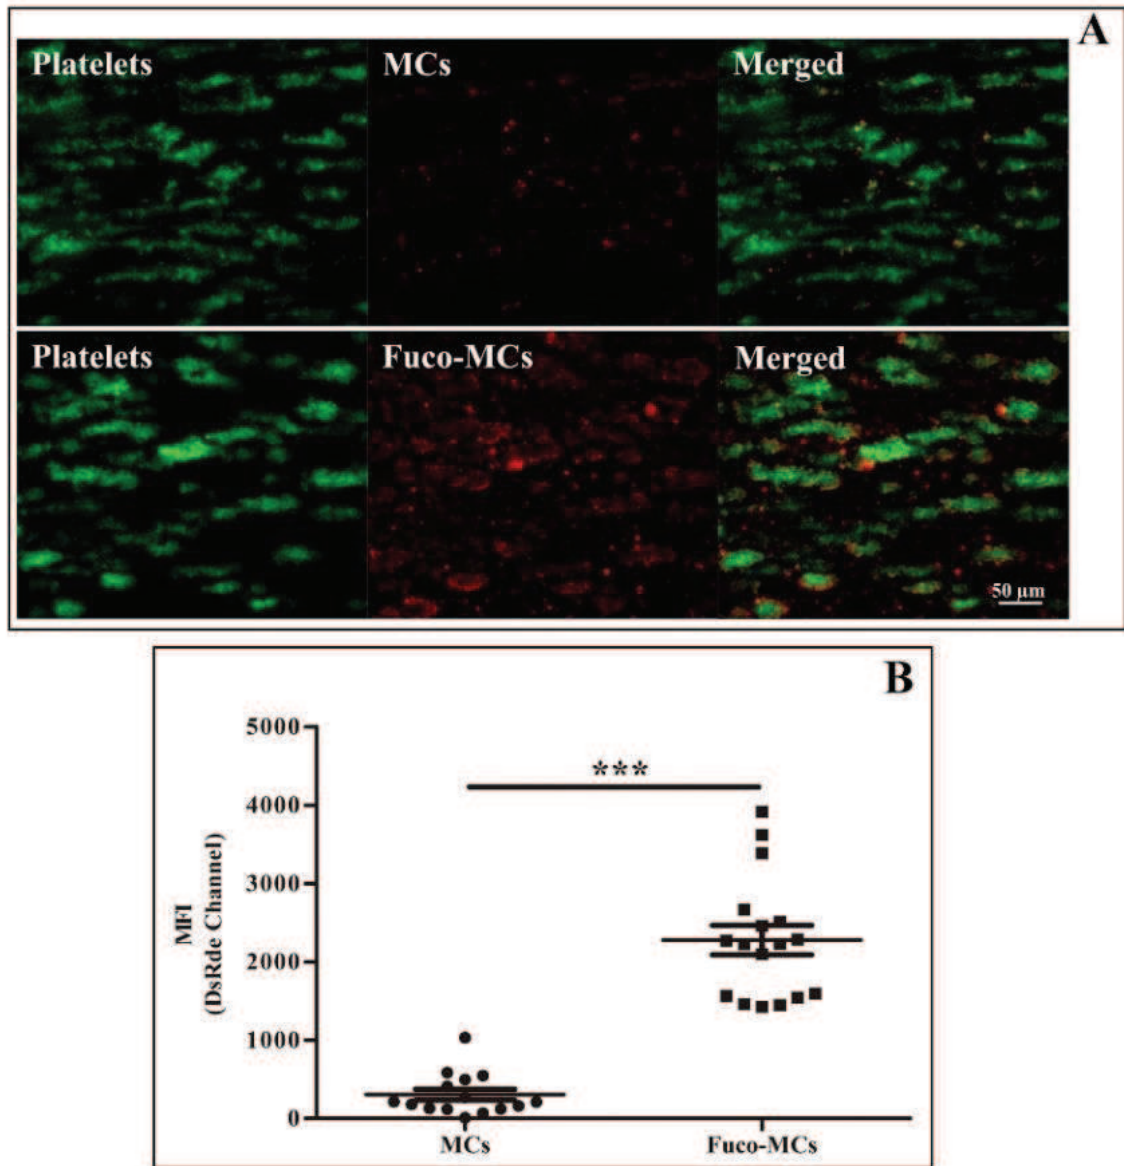 A
Platelets MCs Merged
Platelets Fuco-MCs Merged
50 µm
B
5000
***
4000
3000
2000
1000
0
MFI
(DsRde Channel)
MCs Fuco-MCs